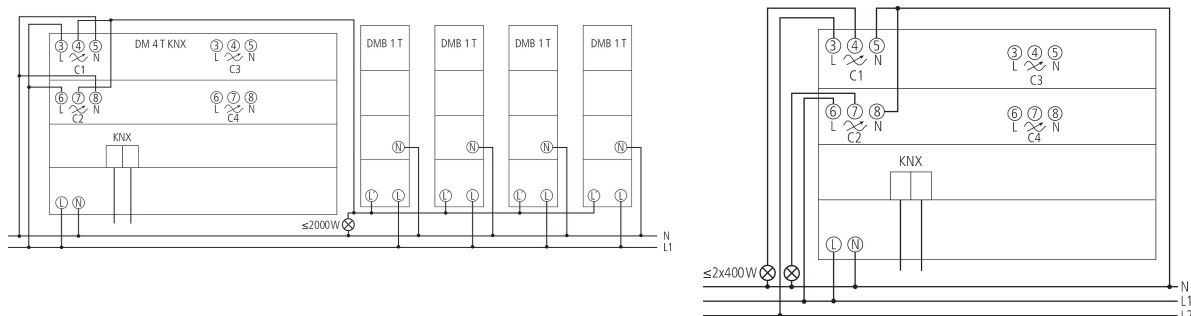 ③ ④ ⑤ DM 4 T KNX ③ ④ ⑤
L N L N
C1 C3
⑥ ⑦ ⑧ ⑥ ⑦ ⑧
L N L N
C2 C4
KNX
L N
DMB 1 T DMB 1 T DMB 1 T DMB 1 T
N N N N
L' L L' L L' L L' L
≤2000W
N
L1
③ ④ ⑤ ③ ④ ⑤
L N L N
C1 C3
⑥ ⑦ ⑧ ⑥ ⑦ ⑧
L N L N
C2 C4
KNX
L N
≤2x400W
N
L1
L2